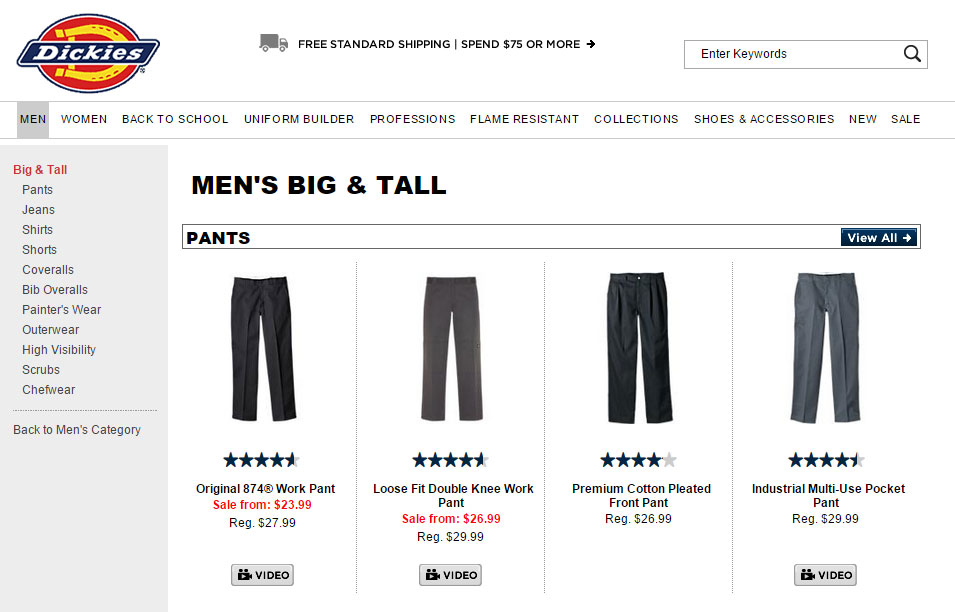 Dickies
FREE STANDARD SHIPPING | SPEND $75 OR MORE
Enter Keywords
MEN WOMEN BACK TO SCHOOL UNIFORM BUILDER PROFESSIONS FLAME RESISTANT COLLECTIONS SHOES & ACCESSORIES NEW SALE
Big & Tall
Pants
Jeans
Shirts
Shorts
Coveralls
Bib Overalls
Painter's Wear
Outerwear
High Visibility
Scrubs
Chefwear
Back to Men's Category
MEN'S BIG & TALL
PANTS
View All
Original 874® Work Pant
Sale from: $23.99
Reg. $27.99
VIDEO
Loose Fit Double Knee Work
Pant
Sale from: $26.99
Reg. $29.99
VIDEO
Premium Cotton Pleated
Front Pant
Reg. $26.99
Industrial Multi-Use Pocket
Pant
Reg. $29.99
VIDEO